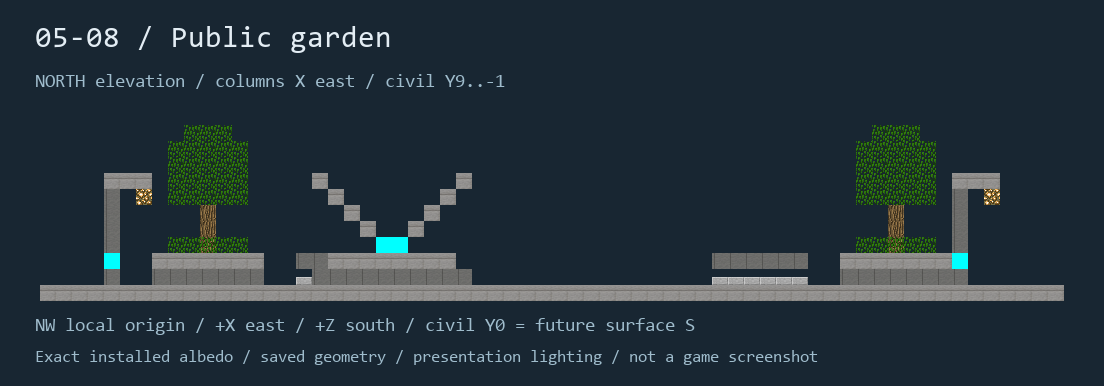 05-08 / Public garden
NORTH elevation / columns X east / civil Y9..-1
NW local origin / +X east / +Z south / civil Y0 = future surface S
Exact installed albedo / saved geometry / presentation lighting / not a game screenshot